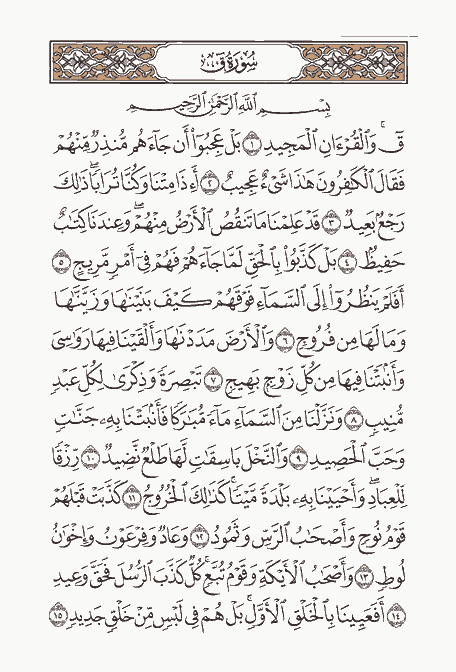 سُورَةُ ق
بِسْمِ ٱللَّهِ ٱلرَّحْمَٰنِ ٱلرَّحِيمِ
قٓۚ وَٱلْقُرْءَانِ ٱلْمَجِيدِ ١ بَلْ عَجِبُوٓا۟ أَن جَآءَهُم مُّنذِرٌ مِّنْهُمْ
فَقَالَ ٱلْكَٰفِرُونَ هَٰذَا شَىْءٌ عَجِيبٌ ٢ أَءِذَا مِتْنَا وَكُنَّا تُرَابًاۖ ذَٰلِكَ
رَجْعٌۢ بَعِيدٌ ٣ قَدْ عَلِمْنَا مَا تَنقُصُ ٱلْأَرْضُ مِنْهُمْۖ وَعِندَنَا كِتَٰبٌ
حَفِيظٌۢ ٤ بَلْ كَذَّبُوا۟ بِٱلْحَقِّ لَمَّا جَآءَهُمْ فَهُمْ فِىٓ أَمْرٍ مَّرِيجٍ ٥
أَفَلَمْ يَنظُرُوٓا۟ إِلَى ٱلسَّمَآءِ فَوْقَهُمْ كَيْفَ بَنَيْنَٰهَا وَزَيَّنَّٰهَا
وَمَا لَهَا مِن فُرُوجٍ ٦ وَٱلْأَرْضَ مَدَدْنَٰهَا وَأَلْقَيْنَا فِيهَا رَوَٰسِىَ
وَأَنۢبَتْنَا فِيهَا مِن كُلِّ زَوْجٍۭ بَهِيجٍ ٧ تَبْصِرَةً وَذِكْرَىٰ لِكُلِّ عَبْدٍ
مُّنِيبٍ ٨ وَنَزَّلْنَا مِنَ ٱلسَّمَآءِ مَآءً مُّبَٰرَكًا فَأَنۢبَتْنَا بِهِۦ جَنَّٰتٍ
وَحَبَّ ٱلْحَصِيدِ ٩ وَٱلنَّخْلَ بَاسِقَٰتٍ لَّهَا طَلْعٌ نَّضِيدٌ ١٠ رِّزْقًا
لِّلْعِبَادِۖ وَأَحْيَيْنَا بِهِۦ بَلْدَةً مَّيْتًاۚ كَذَٰلِكَ ٱلْخُرُوجُ ١١ كَذَّبَتْ قَبْلَهُمْ
قَوْمُ نُوحٍ وَأَصْحَٰبُ ٱلرَّسِّ وَثَمُودُ ١٢ وَعَادٌ وَفِرْعَوْنُ وَإِخْوَٰنُ
لُوطٍ ١٣ وَأَصْحَٰبُ ٱلْأَيْكَةِ وَقَوْمُ تُبَّعٍۚ كُلٌّ كَذَّبَ ٱلرُّسُلَ فَحَقَّ وَعِيدِ
١٤ أَفَعَيِينَا بِٱلْخَلْقِ ٱلْأَوَّلِۚ بَلْ هُمْ فِى لَبْسٍ مِّنْ خَلْقٍ جَدِيدٍ ١٥